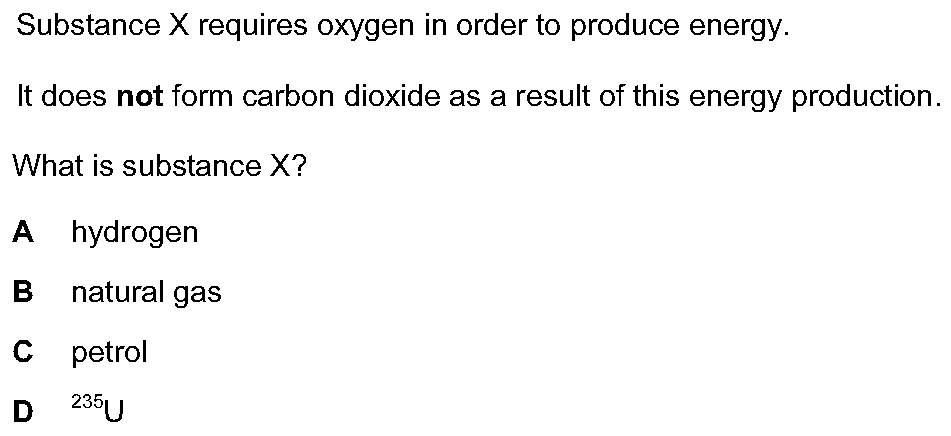 Substance X requires oxygen in order to produce energy.
It does not form carbon dioxide as a result of this energy production.
What is substance X?
A hydrogen
B natural gas
C petrol
D ²³⁵U